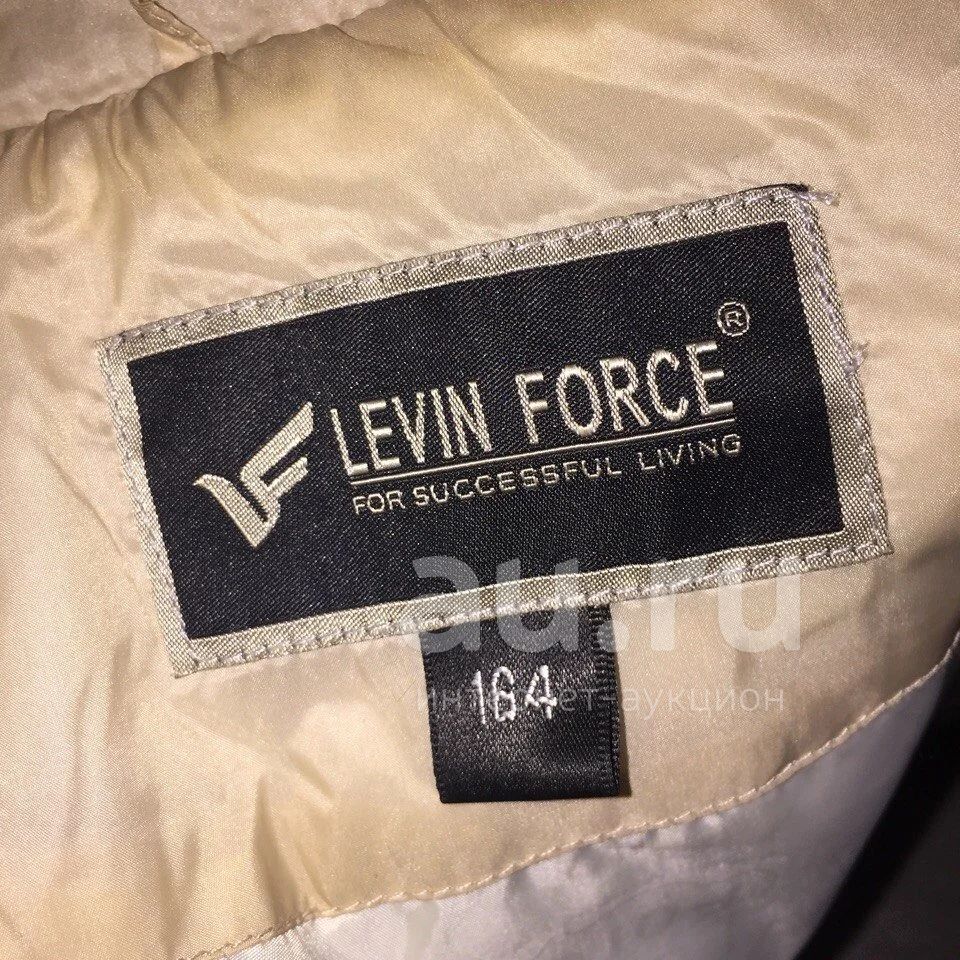 LEVIN FORCE®
FOR SUCCESSFUL LIVING
au.ru
164
интернет-аукцион